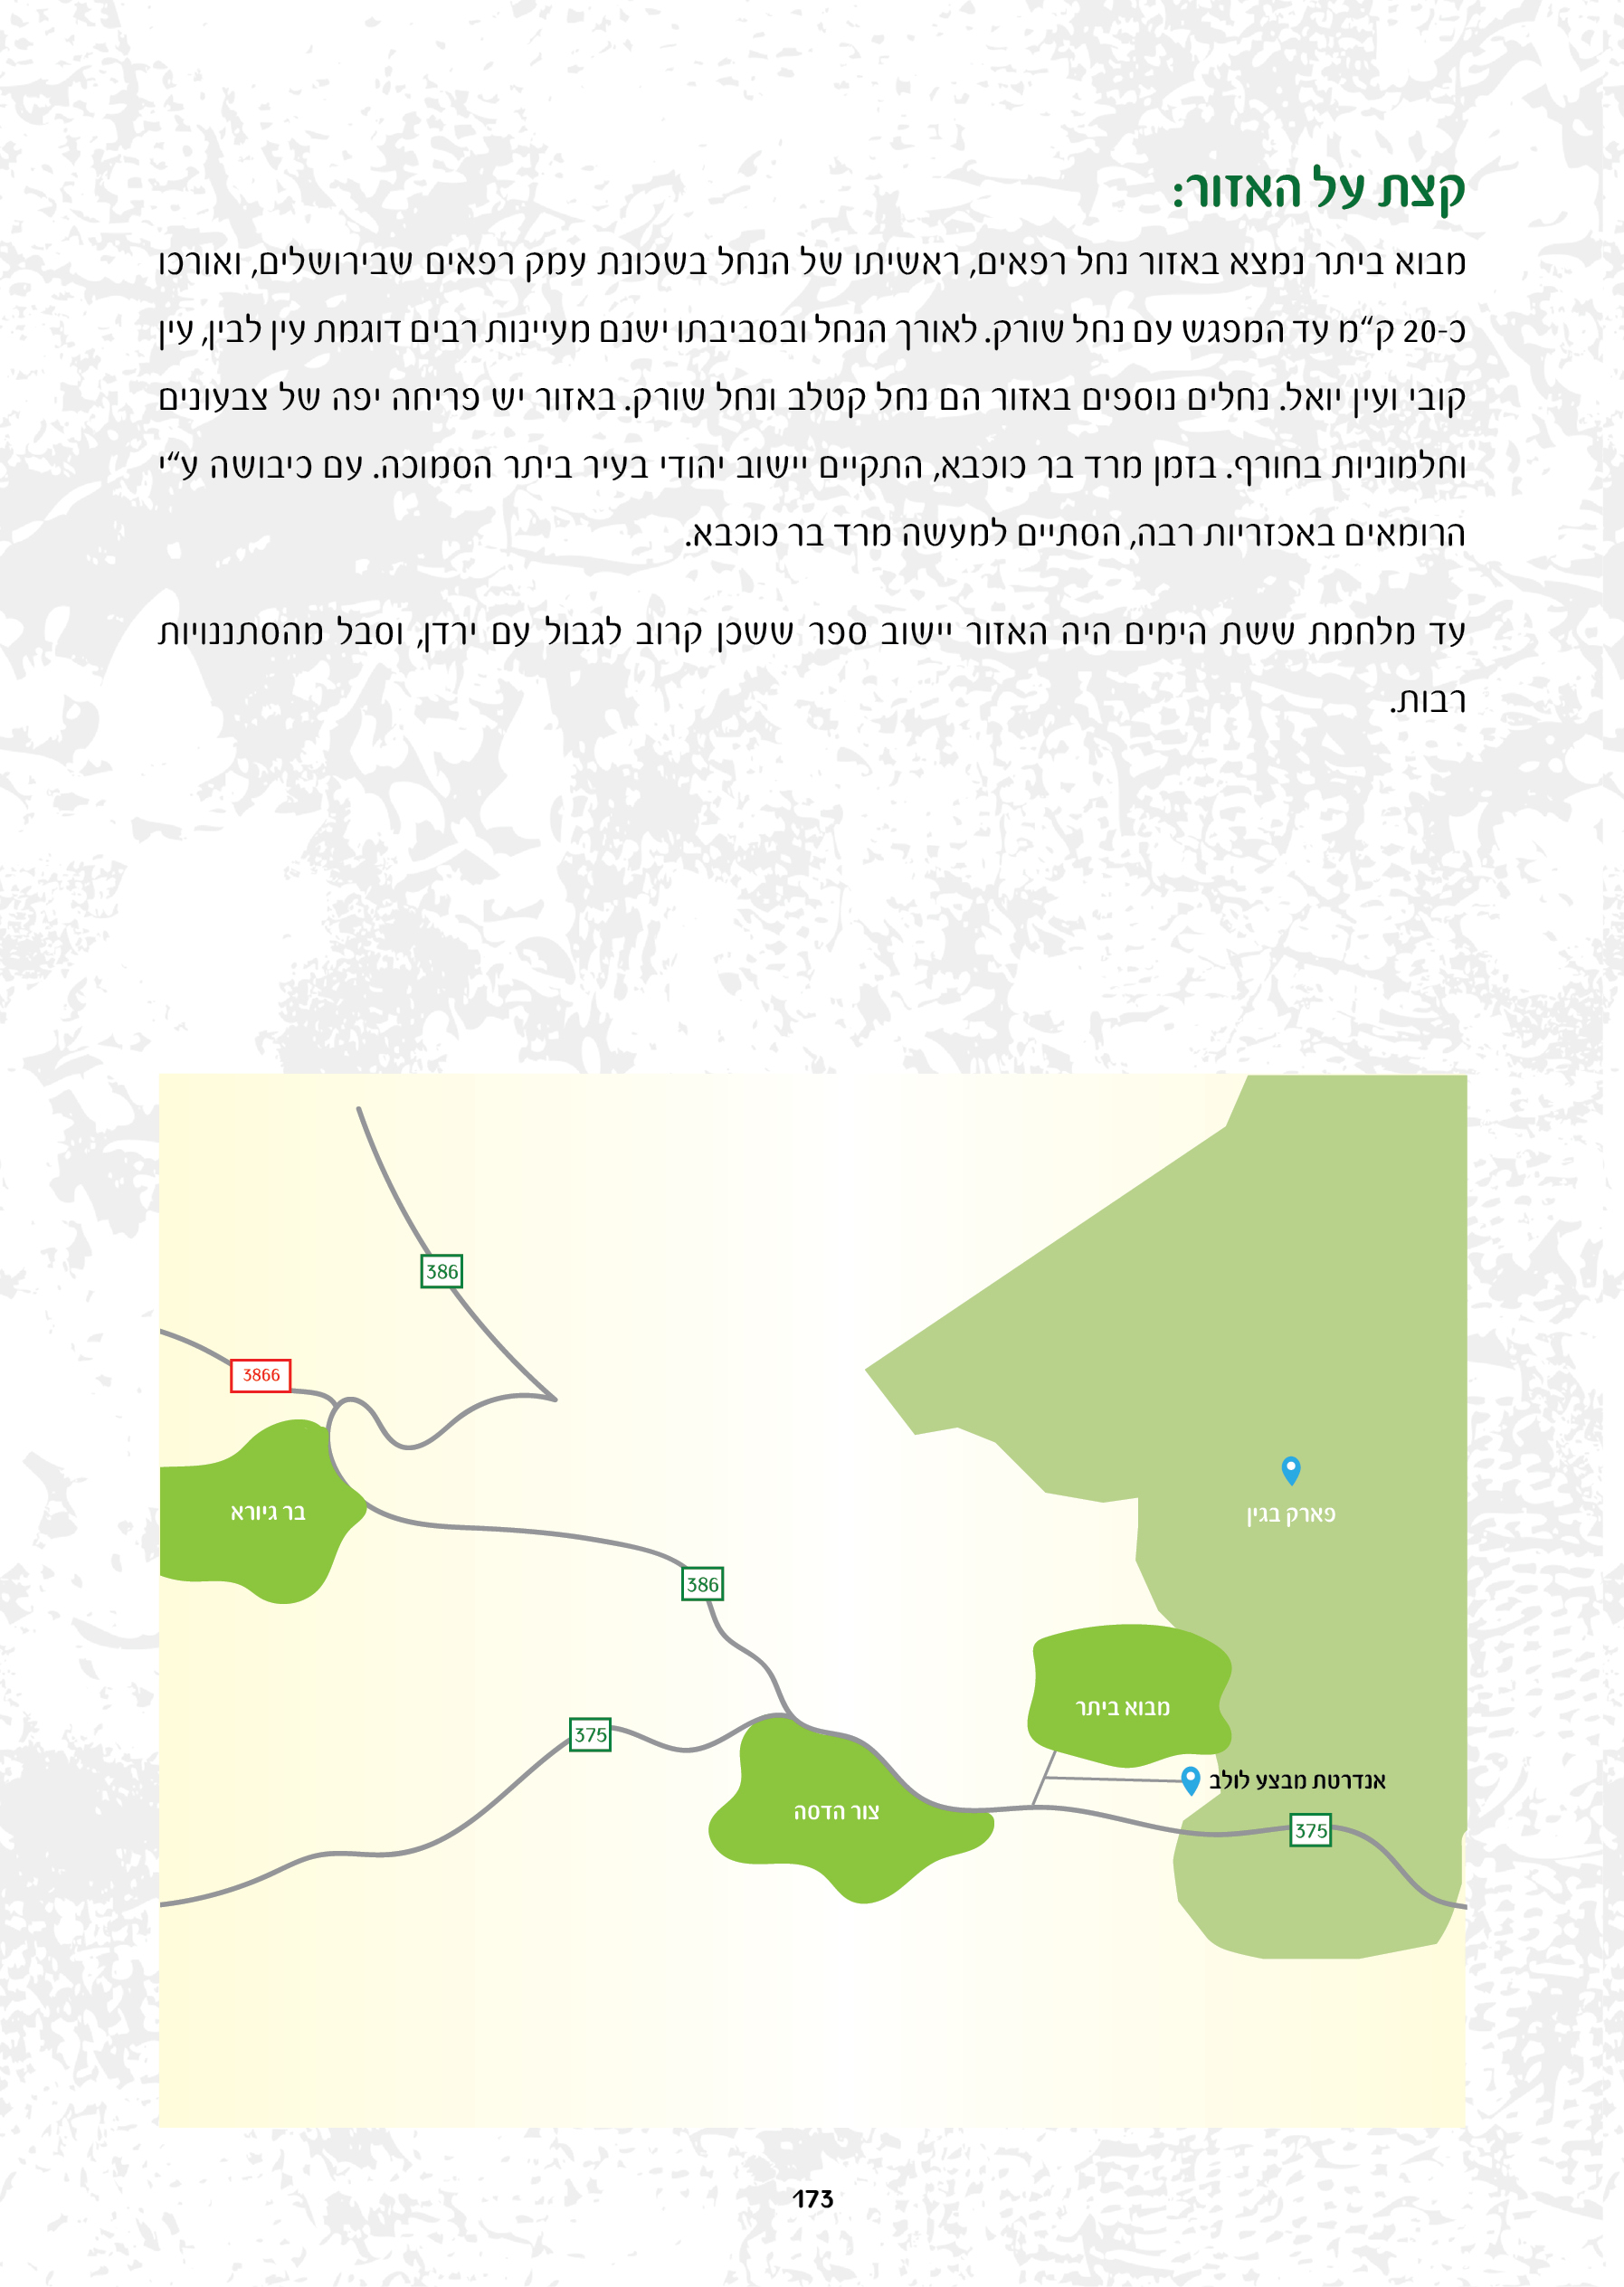 קצת על האזור:
מבוא ביתר נמצא באזור נחל רפאים, ראשיתו של הנחל בשכונת עמק רפאים שבירושלים, ואורכו
כ-20 ק״מ עד המפגש עם נחל שורק. לאורך הנחל ובסביבתו ישנם מעיינות רבים דוגמת עין לבין, עין
קובי ועין יואל. נחלים נוספים באזור הם נחל קטלב ונחל שורק. באזור יש פריחה יפה של צבעונים
וחלמוניות בחורף. בזמן מרד בר כוכבא, התקיים יישוב יהודי בעיר ביתר הסמוכה. עם כיבושה ע״י
הרומאים באכזריות רבה, הסתיים למעשה מרד בר כוכבא.
עד מלחמת ששת הימים היה האזור יישוב ספר ששכן קרוב לגבול עם ירדן, וסבל מהסתננויות
רבות.
386
3866
פארק בגין
בר גיורא
386
מבוא ביתר
375
אנדרטת מבצע לולב
צור הדסה
375
173